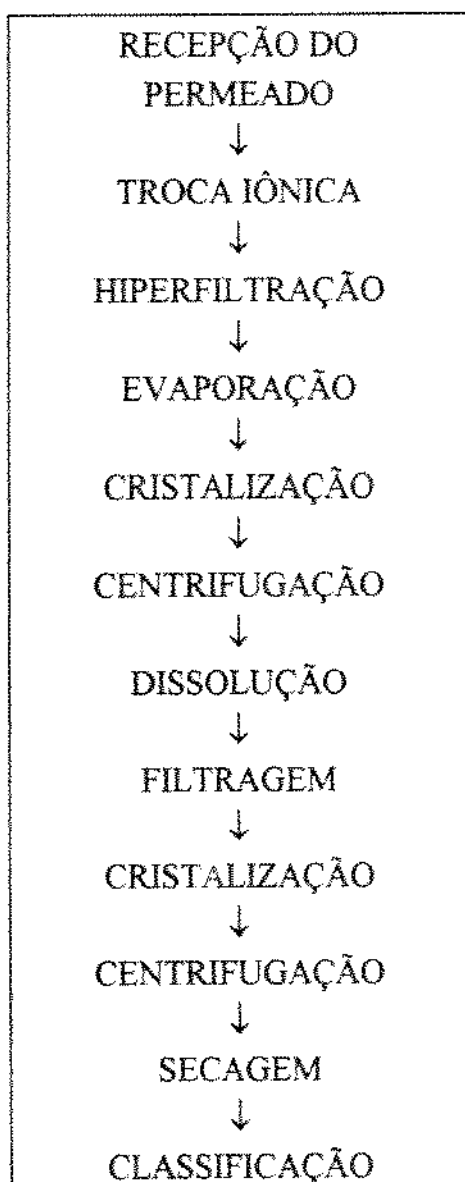 RECEPÇÃO DO
PERMEADO
↓
TROCA IÔNICA
↓
HIPERFILTRAÇÃO
↓
EVAPORAÇÃO
↓
CRISTALIZAÇÃO
↓
CENTRIFUGAÇÃO
↓
DISSOLUÇÃO
↓
FILTRAGEM
↓
CRISTALIZAÇÃO
↓
CENTRIFUGAÇÃO
↓
SECAGEM
↓
CLASSIFICAÇÃO